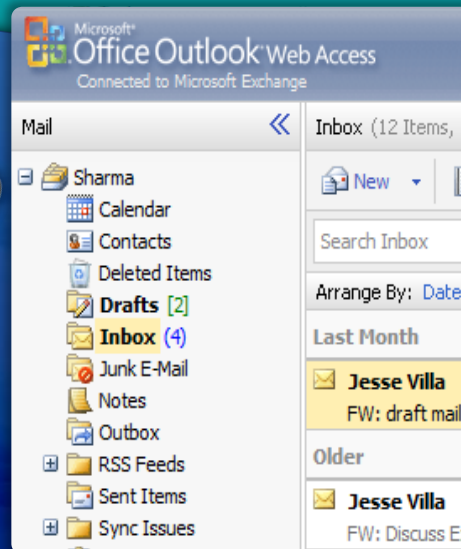 Microsoft®
Office Outlook Web Access
Connected to Microsoft Exchange
Mail
Sharma
Calendar
Contacts
Deleted Items
Drafts [2]
Inbox (4)
Junk E-Mail
Notes
Outbox
RSS Feeds
Sent Items
Sync Issues
Inbox (12 Items,
New
Search Inbox
Arrange By: Date
Last Month
Jesse Villa
FW: draft mail
Older
Jesse Villa
FW: Discuss E